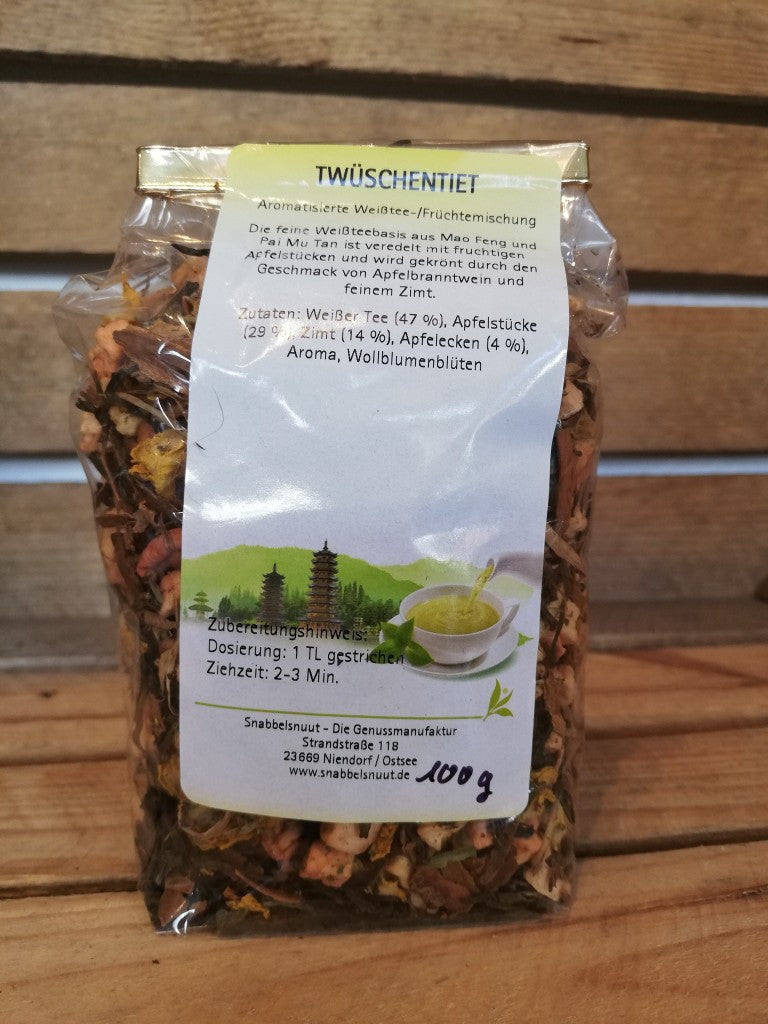 TWÜSCHENTIET
Aromatisierte Weißtee-/Früchtemischung
Die feine Weißteebasis aus Mao Feng und
Pai Mu Tan ist veredelt mit fruchtigen
Apfelstücken und wird gekrönt durch den
Geschmack von Apfelbranntwein und
feinem Zimt.
Zutaten: Weißer Tee (47 %), Apfelstücke
(29 %), Zimt (14 %), Apfelecken (4 %),
Aroma, Wollblumenblüten
Zubereitungshinweis:
Dosierung: 1 TL gestrichen
Ziehzeit: 2-3 Min.
Snabbelsnuut - Die Genussmanufaktur
Strandstraße 118
23669 Niendorf / Ostsee
www.snabbelsnuut.de
100g